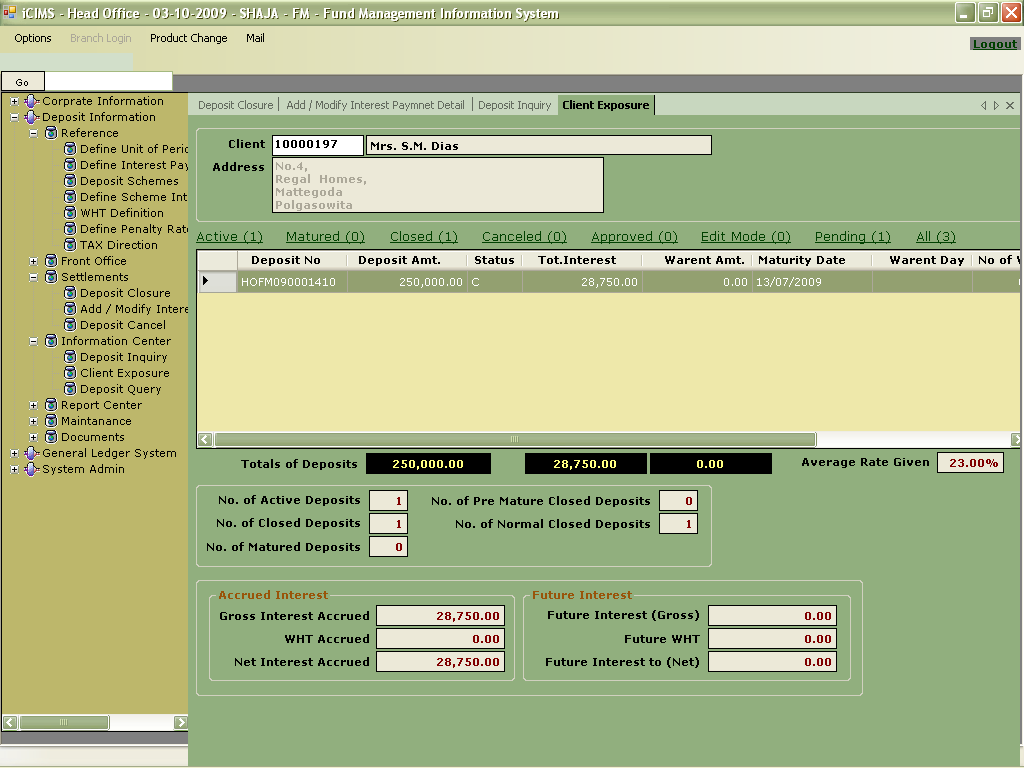 iCIMS - Head Office - 03-10-2009 - SHAJA - FM - Fund Management Information System
Options Branch Login Product Change Mail
Logout
Go
Corprate Information
Deposit Information
Reference
Define Unit of Perio
Define Interest Pay
Deposit Schemes
Define Scheme Int
WHT Definition
Define Penalty Rate
TAX Direction
Front Office
Settlements
Deposit Closure
Add / Modify Intere
Deposit Cancel
Information Center
Deposit Inquiry
Client Exposure
Deposit Query
Report Center
Maintanance
Documents
General Ledger System
System Admin
Deposit Closure Add / Modify Interest Paymnet Detail Deposit Inquiry Client Exposure
Client 10000197 Mrs. S.M. Dias
Address No.4,
Regal Homes,
Mattegoda
Polgasowita
Active (1) Matured (0) Closed (1) Canceled (0) Approved (0) Edit Mode (0) Pending (1) All (3)
Deposit No Deposit Amt. Status Tot.Interest Warent Amt. Maturity Date Warent Day No of
HOFM090001410 250,000.00 C 28,750.00 0.00 13/07/2009
Totals of Deposits 250,000.00 28,750.00 0.00 Average Rate Given 23.00%
No. of Active Deposits 1 No. of Pre Mature Closed Deposits 0
No. of Closed Deposits 1 No. of Normal Closed Deposits 1
No. of Matured Deposits 0
Accrued Interest Future Interest
Gross Interest Accrued 28,750.00 Future Interest (Gross) 0.00
WHT Accrued 0.00 Future WHT 0.00
Net Interest Accrued 28,750.00 Future Interest to (Net) 0.00